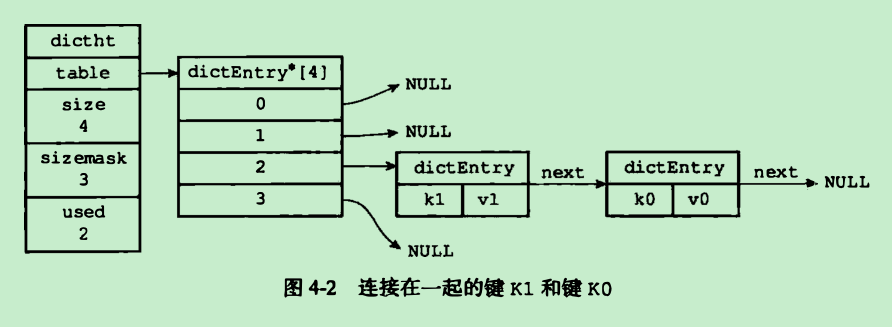 dictht
table
size
4
sizemask
3
used
2
dictEntry*[4]
0
1
2
3
NULL
NULL
dictEntry
k1 v1
next
dictEntry
k0 v0
next
NULL
NULL
图 4-2 连接在一起的键 K1 和键 K0